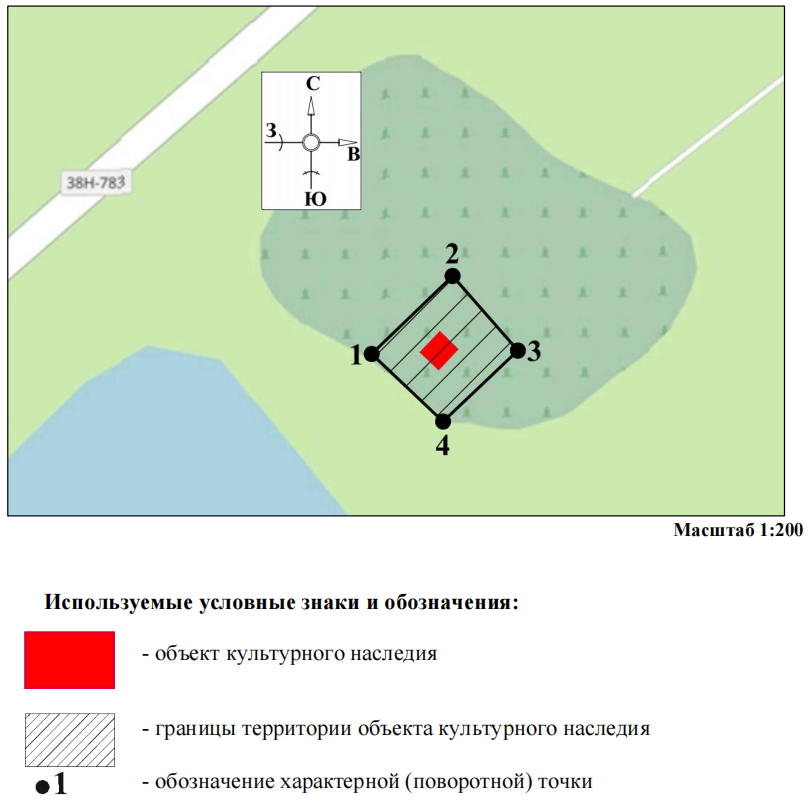 С
З
В
Ю
38Н-783
2
1
3
4
Масштаб 1:200
Используемые условные знаки и обозначения:
- объект культурного наследия
- границы территории объекта культурного наследия
1 - обозначение характерной (поворотной) точки